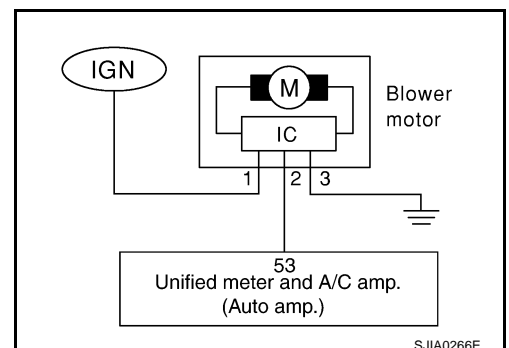 IGN
M
Blower
motor
IC
1 2 3
53
Unified meter and A/C amp.
(Auto amp.)
SJIA0266E